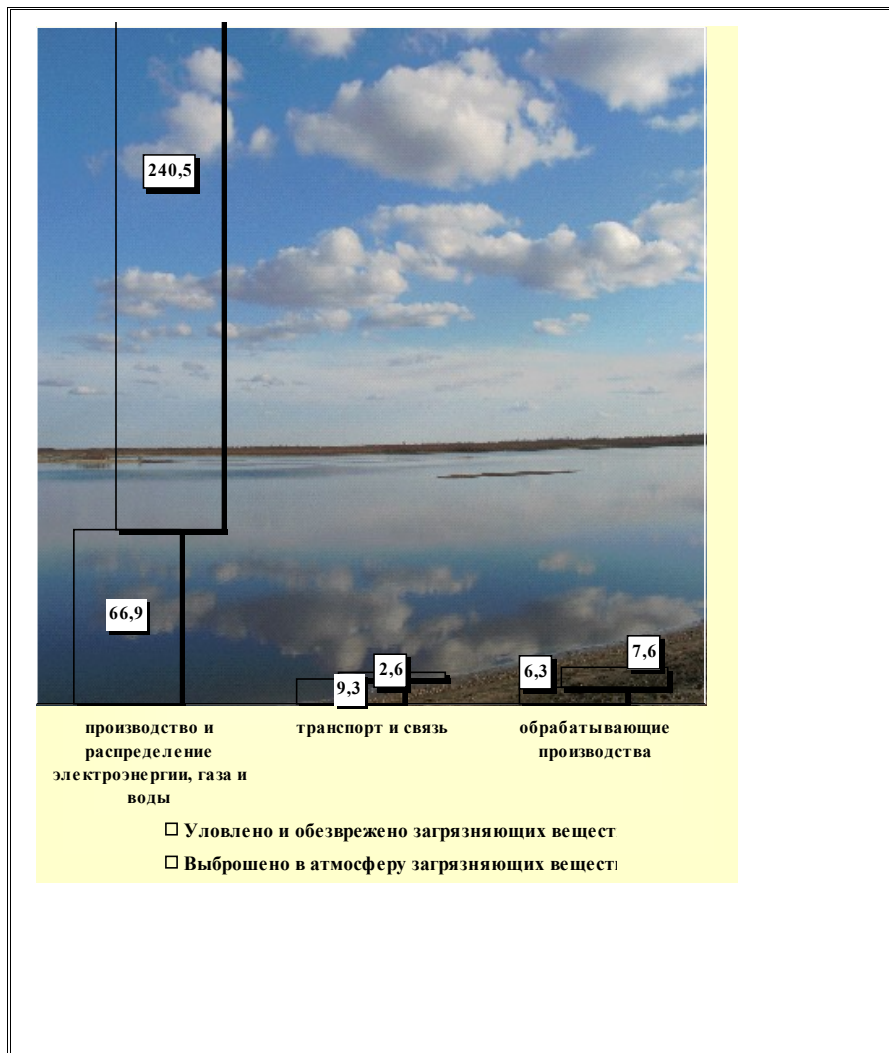 240,5
66,9
2,6
9,3
7,6
6,3
производство и
распределение
электроэнергии, газа и
воды
транспорт и связь
обрабатывающие
производства
Уловлено и обезврежено загрязняющих вещест
Выброшено в атмосферу загрязняющих вещест